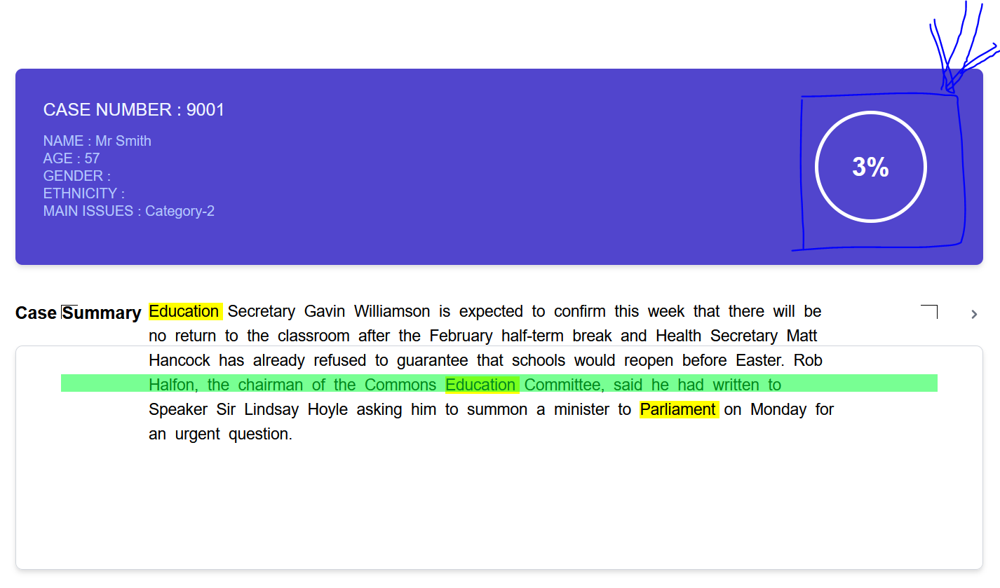 CASE NUMBER : 9001
NAME : Mr Smith
AGE : 57
GENDER :
ETHNICITY :
MAIN ISSUES : Category-2
3%
Case Summary
Education Secretary Gavin Williamson is expected to confirm this week that there will be
no return to the classroom after the February half-term break and Health Secretary Matt
Hancock has already refused to guarantee that schools would reopen before Easter. Rob
Halfon, the chairman of the Commons Education Committee, said he had written to
Speaker Sir Lindsay Hoyle asking him to summon a minister to Parliament on Monday for
an urgent question.